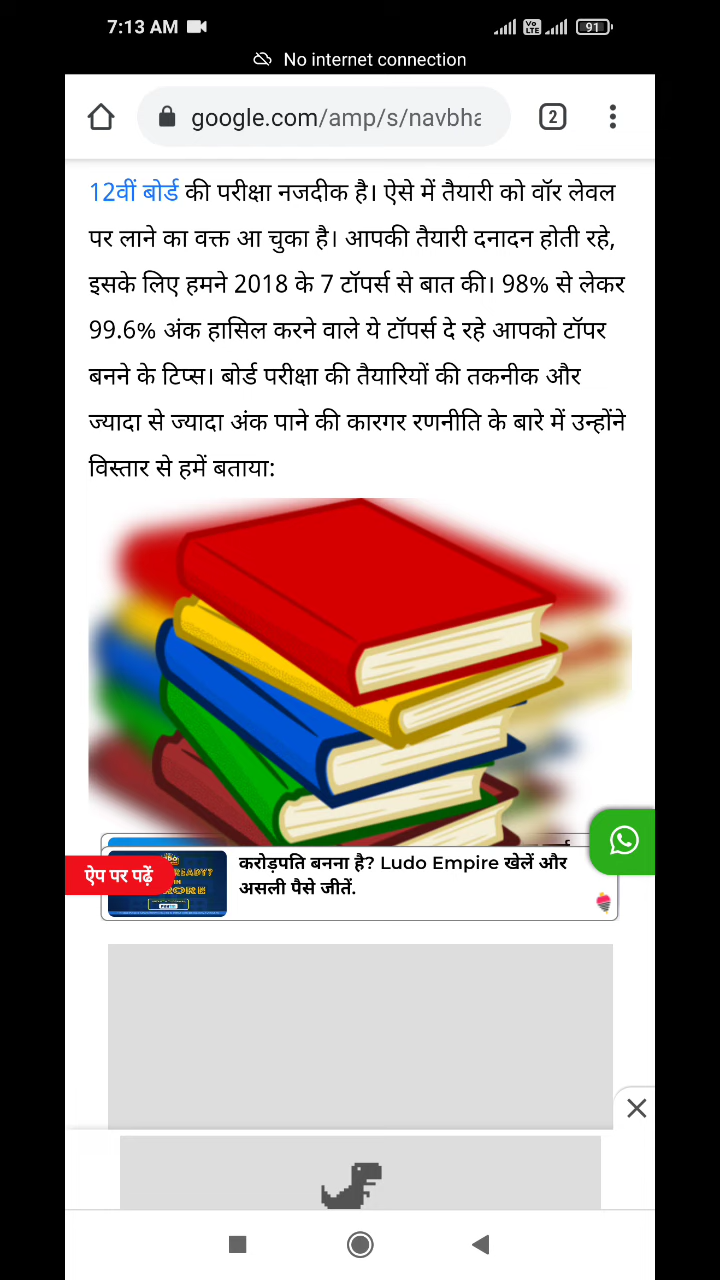 7:13 AM
Vo LTE
91
No internet connection
google.com/amp/s/navbha
2
12वीं बोर्ड की परीक्षा नजदीक है। ऐसे में तैयारी को वॉर लेवल
पर लाने का वक्त आ चुका है। आपकी तैयारी दनादन होती रहे,
इसके लिए हमने 2018 के 7 टॉपर्स से बात की। 98% से लेकर
99.6% अंक हासिल करने वाले ये टॉपर्स दे रहे आपको टॉपर
बनने के टिप्स। बोर्ड परीक्षा की तैयारियों की तकनीक और
ज्यादा से ज्यादा अंक पाने की कारगर रणनीति के बारे में उन्होंने
विस्तार से हमें बताया:
ऐप पर पढ़ें
करोड़पति बनना है? Ludo Empire खेलें और
असली पैसे जीतें.